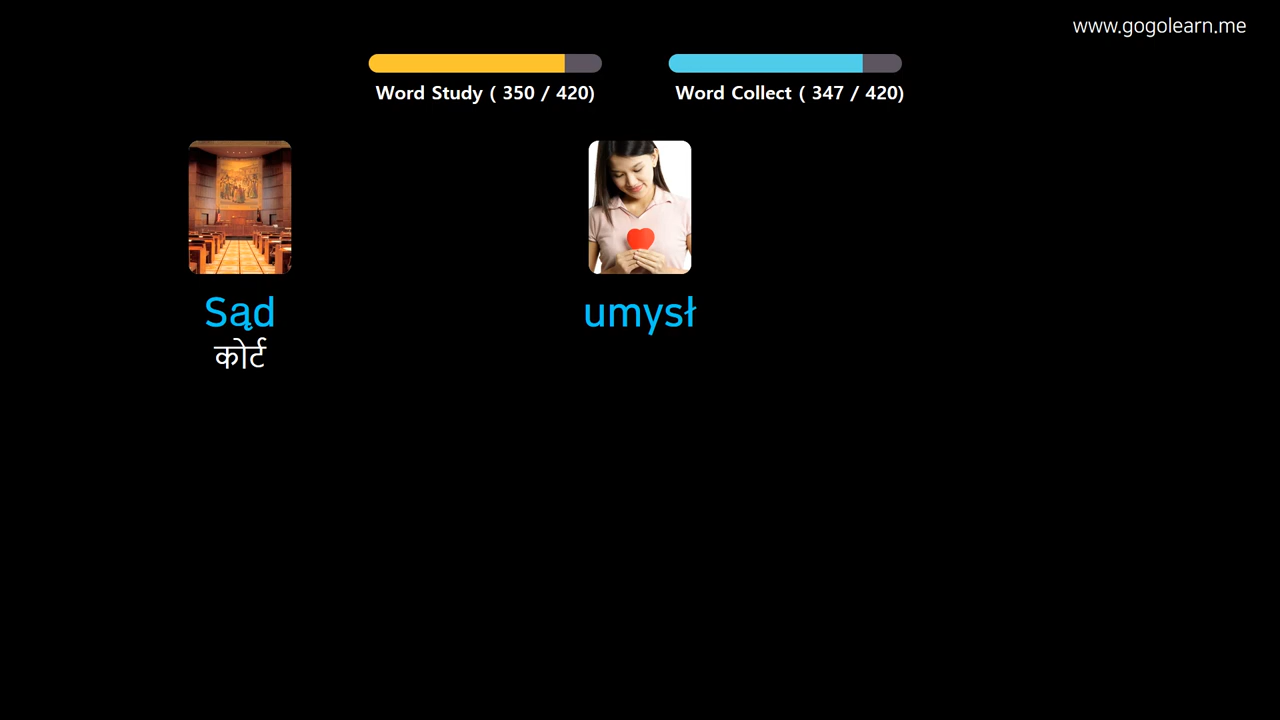 www.gogolearn.me
Word Study ( 350 / 420)
Word Collect ( 347 / 420)
Sąd
कोर्ट
umysł